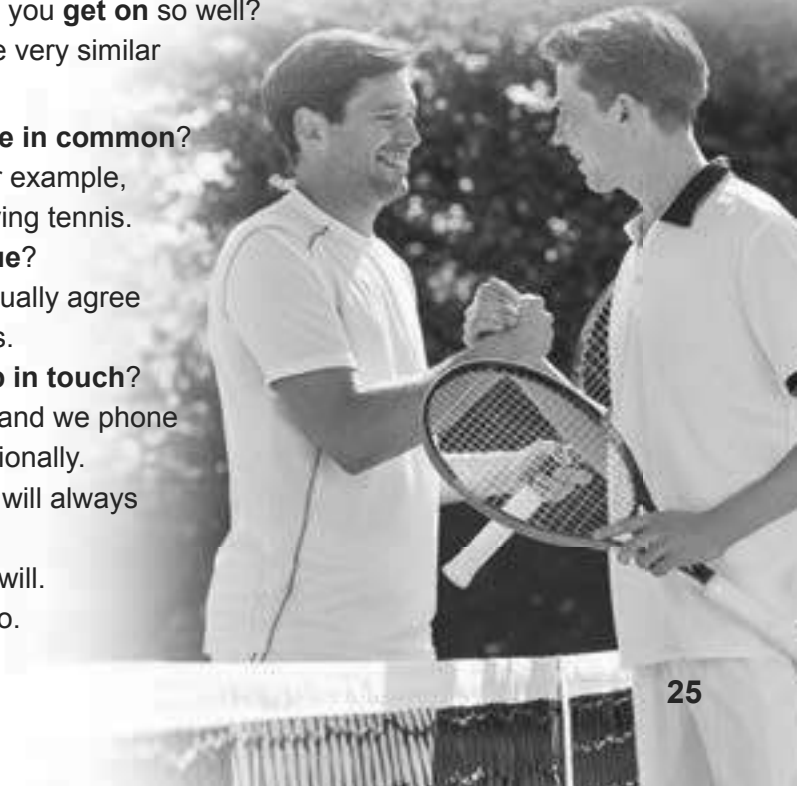 you get on so well?
e very similar
e in common?
r example,
ring tennis.
ue?
ually agree
s.
o in touch?
and we phone
ionally.
will always
will.
o.
25